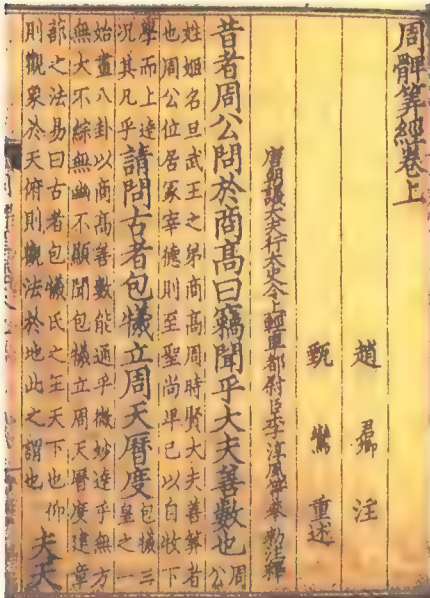 周髀筭經卷上
趙君卿注
甄鸞重述
唐朝議大夫行太史令上輕車都尉臣李淳風等奉 勑注釋
昔者周公問於商高曰竊聞乎大夫善數也
周
公
姓姬名旦武王之弟商高周時賢大夫善筭者
也周公位居冢宰德則至聖尚卑己以自牧下
學而上達
況其凡乎
請問古者包犧立周天曆度
包犧三
皇之一
始畫八卦以商高善數能通乎微妙達乎無方
無大不綜無幽不顯聞包犧立周天曆度建章
蔀之法易曰古者包犧氏之王天下也仰
則觀象於天俯則觀法於地此之謂也
夫天